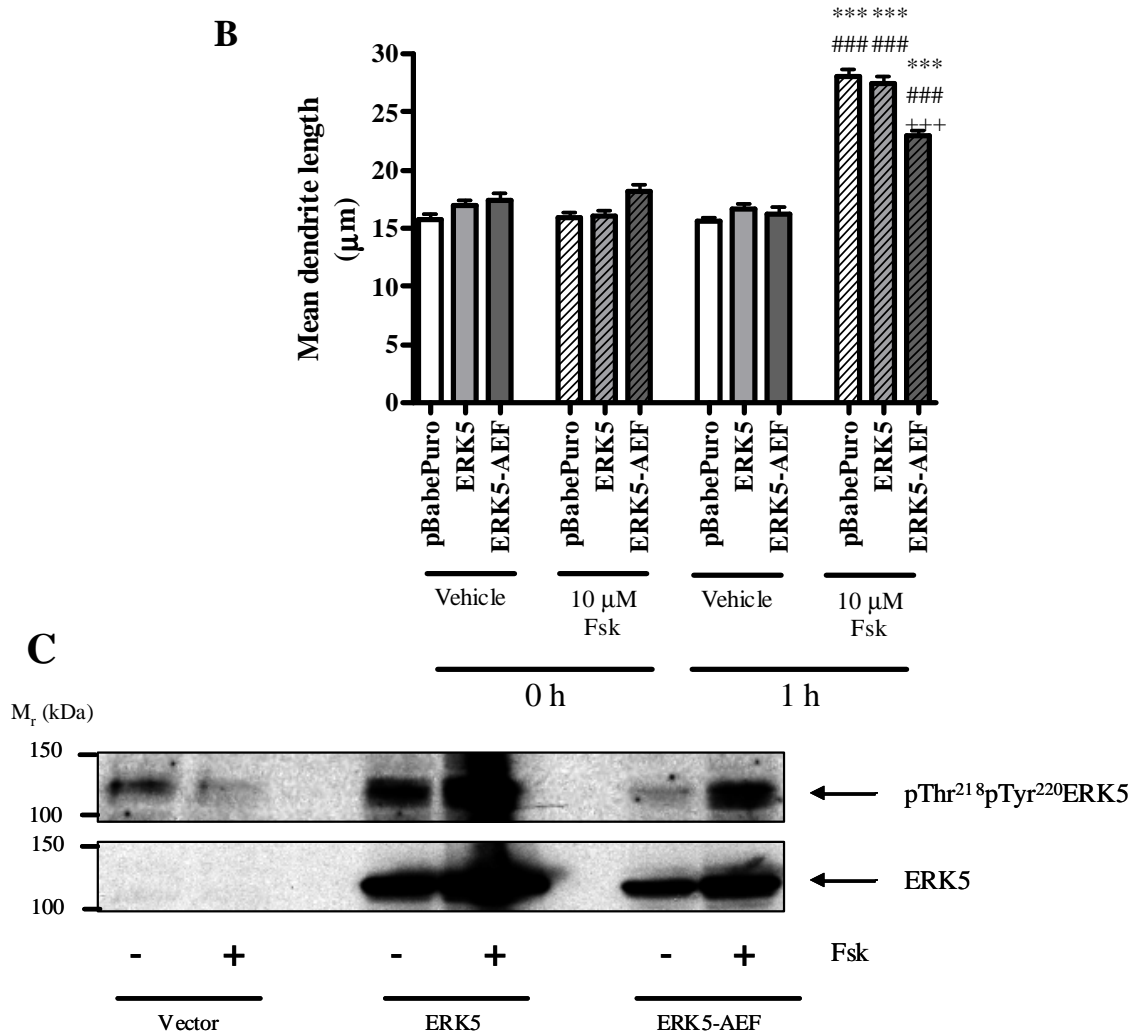 B
*** ***
### ###
***
###
+++
Mean dendrite length
(μm)
30
25
20
15
10
5
0
pBabePuro
ERK5
ERK5-AEF
pBabePuro
ERK5
ERK5-AEF
pBabePuro
ERK5
ERK5-AEF
pBabePuro
ERK5
ERK5-AEF
Vehicle
10 μM
Fsk
Vehicle
10 μM
Fsk
0 h
1 h
C
Mr (kDa)
150
100
pThr218pTyr220ERK5
150
100
ERK5
- + - + - + Fsk
Vector ERK5 ERK5-AEF